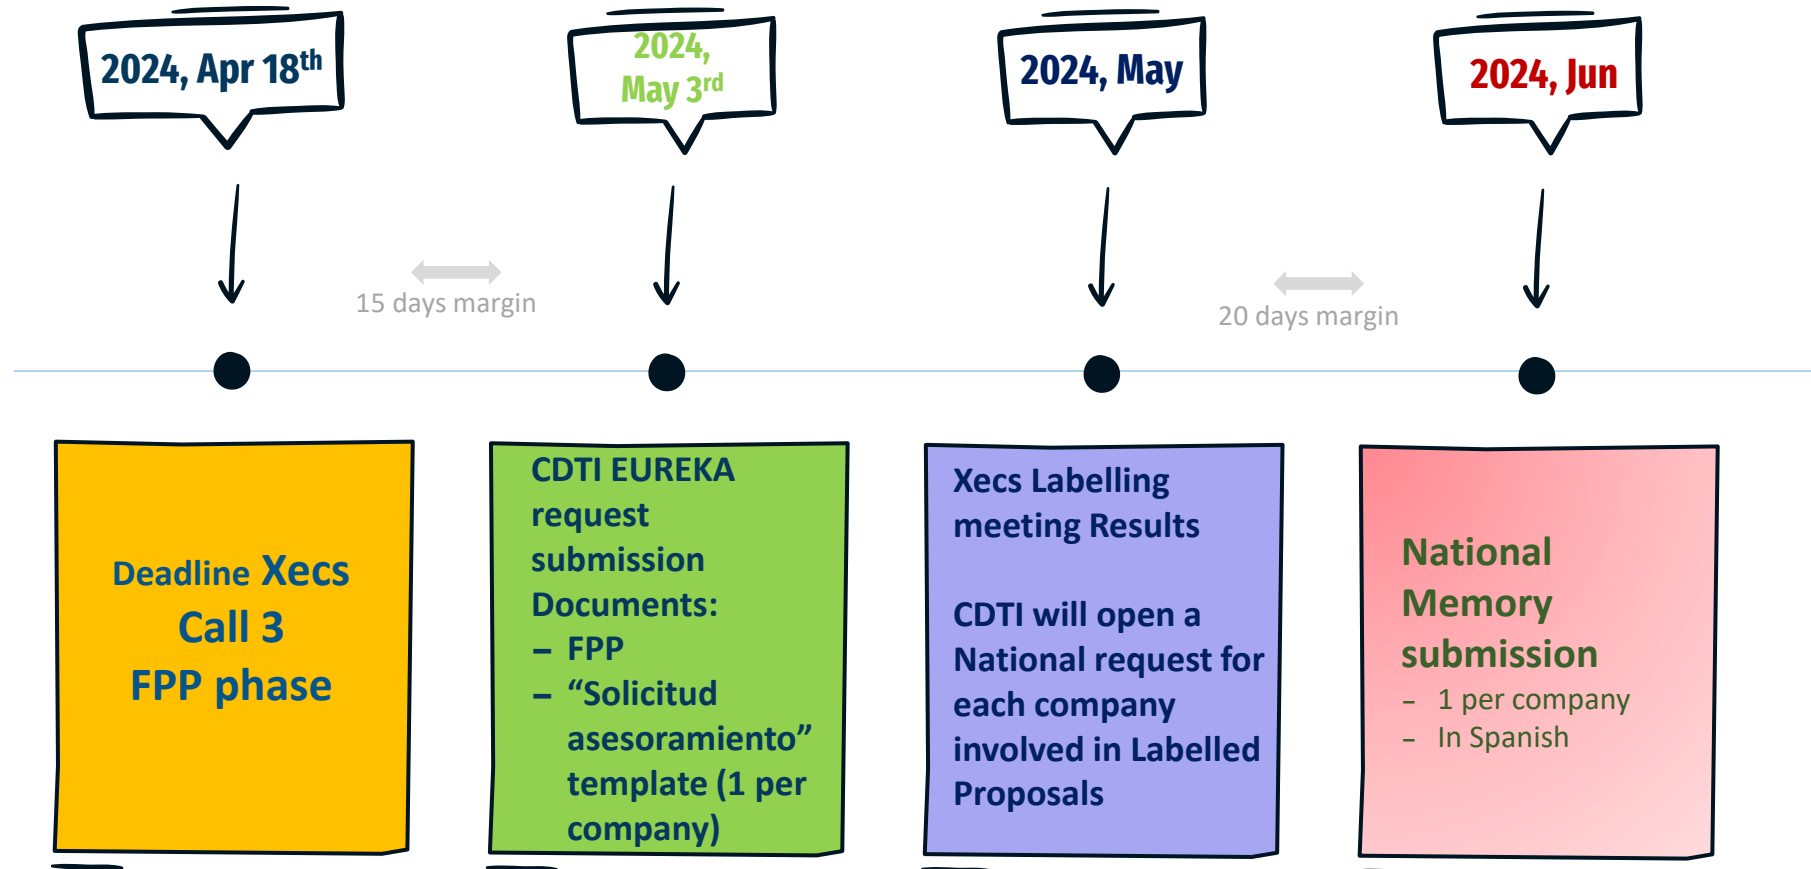 2024, Apr 18th
2024,
May 3rd
2024, May
2024, Jun
15 days margin
20 days margin
Deadline Xecs
Call 3
FPP phase
CDTI EUREKA
request
submission
Documents:
– FPP
– “Solicitud
asesoramiento”
template (1 per
company)
Xecs Labelling
meeting Results
CDTI will open a
National request for
each company
involved in Labelled
Proposals
National
Memory
submission
– 1 per company
– In Spanish